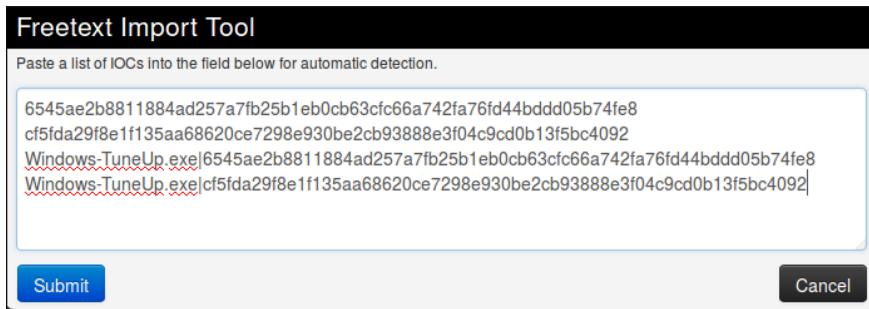 Freetext Import Tool
Paste a list of IOCs into the field below for automatic detection.
6545ae2b8811884ad257a7fb25b1eb0cb63cfc66a742fa76fd44bddd05b74fe8
cf5fda29f8e1f135aa68620ce7298e930be2cb93888e3f04c9cd0b13f5bc4092
Windows-TuneUp.exe|6545ae2b8811884ad257a7fb25b1eb0cb63cfc66a742fa76fd44bddd05b74fe8
Windows-TuneUp.exe|cf5fda29f8e1f135aa68620ce7298e930be2cb93888e3f04c9cd0b13f5bc4092
Submit Cancel